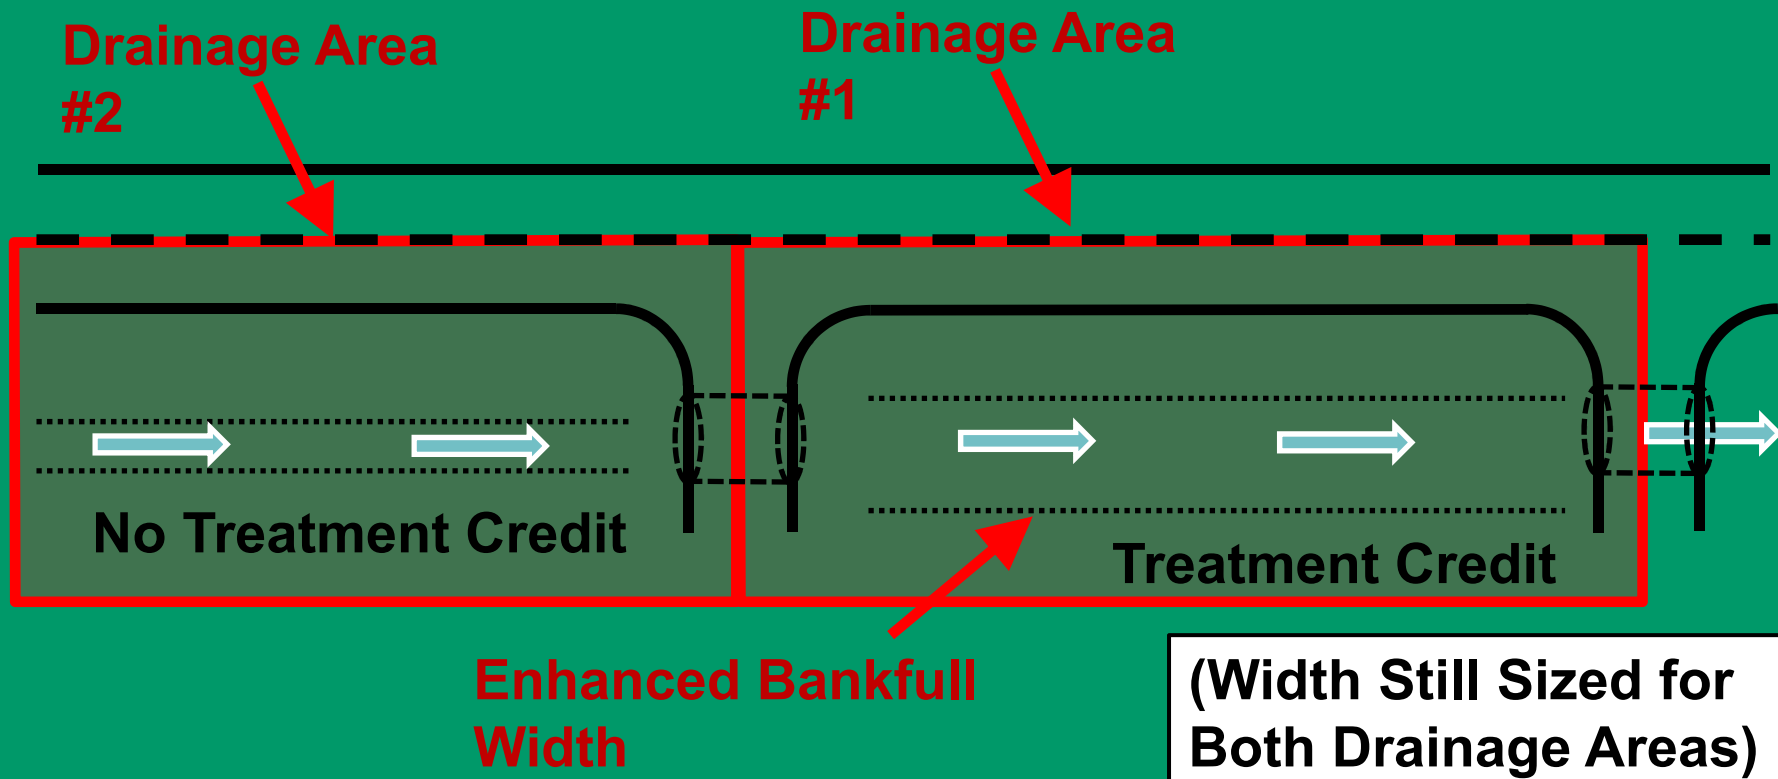 Drainage Area
#2
Drainage Area
#1
No Treatment Credit
Treatment Credit
Enhanced Bankfull
Width
(Width Still Sized for
Both Drainage Areas)